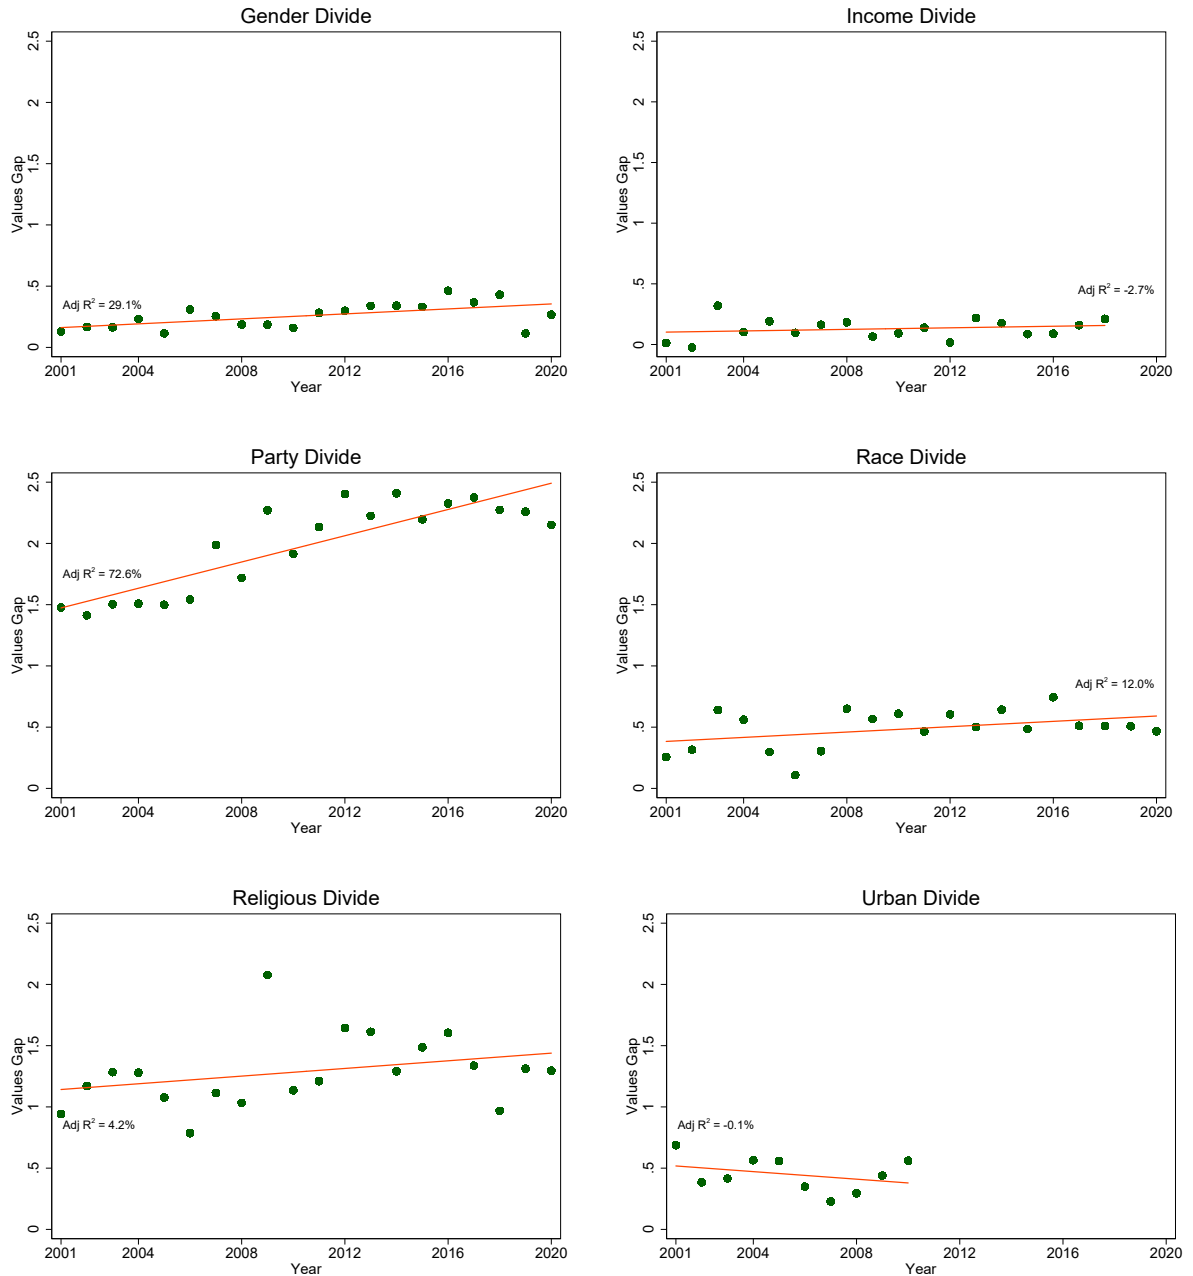 Gender Divide
Values Gap
2.5
2
1.5
1
.5
0
Adj R² = 29.1%
2001 2004 2008 2012 2016 2020
Year
Income Divide
Values Gap
2.5
2
1.5
1
.5
0
Adj R² = -2.7%
2001 2004 2008 2012 2016 2020
Year
Party Divide
Values Gap
2.5
2
1.5
1
.5
0
Adj R² = 72.6%
2001 2004 2008 2012 2016 2020
Year
Race Divide
Values Gap
2.5
2
1.5
1
.5
0
Adj R² = 12.0%
2001 2004 2008 2012 2016 2020
Year
Religious Divide
Values Gap
2.5
2
1.5
1
.5
0
Adj R² = 4.2%
2001 2004 2008 2012 2016 2020
Year
Urban Divide
Values Gap
2.5
2
1.5
1
.5
0
Adj R² = -0.1%
2001 2004 2008 2012 2016 2020
Year